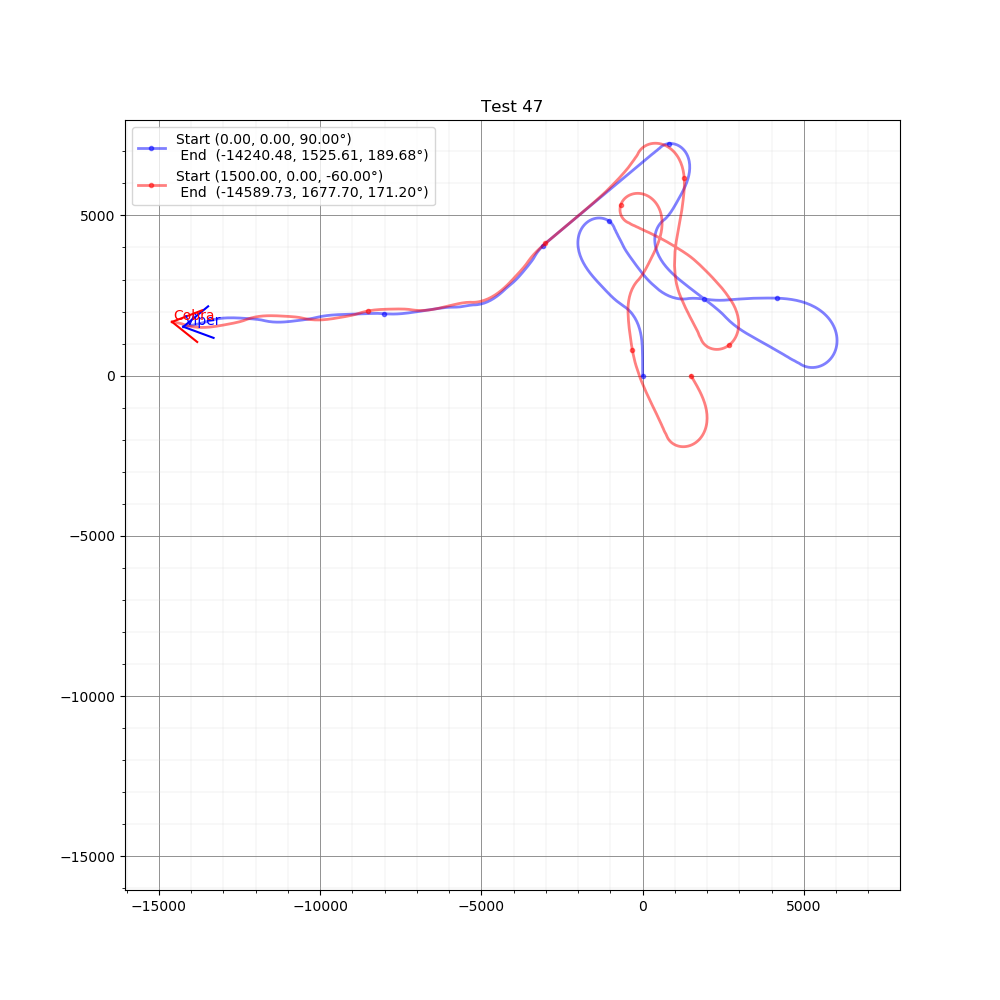 Test 47
Start (0.00, 0.00, 90.00°)
End (-14240.48, 1525.61, 189.68°)
Start (1500.00, 0.00, -60.00°)
End (-14589.73, 1677.70, 171.20°)
5000
Cobra
Viper
0
−5000
−10000
−15000
−15000 −10000 −5000 0 5000